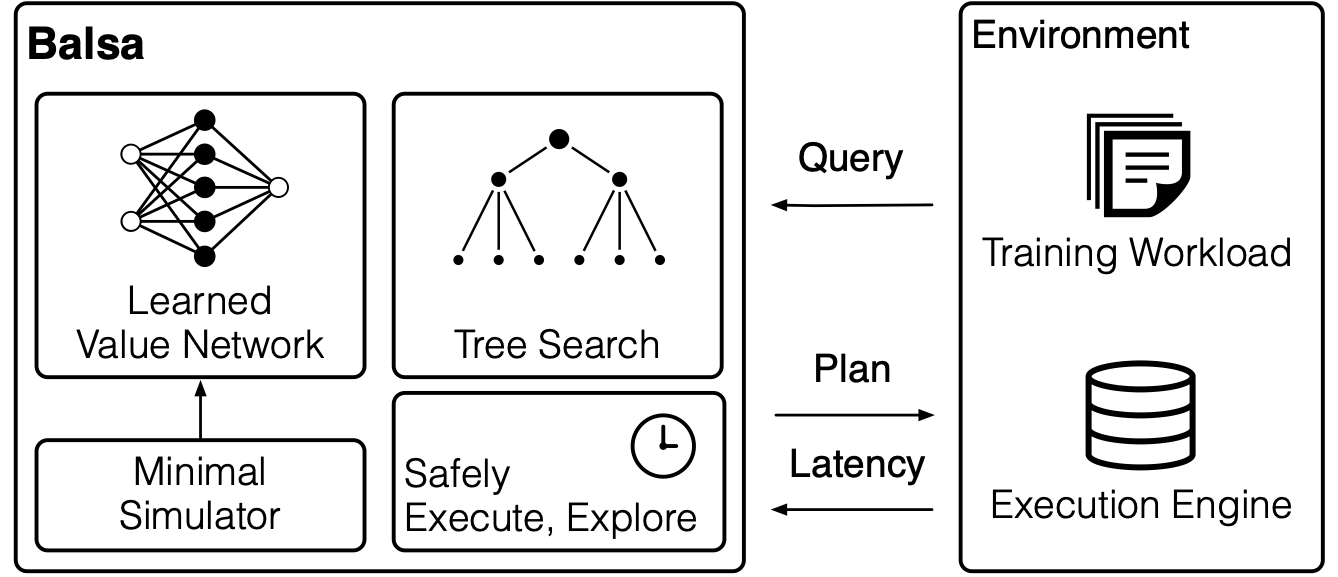 Balsa
Learned
Value Network
Tree Search
Minimal
Simulator
Safely
Execute, Explore
Query
Plan
Latency
Environment
Training Workload
Execution Engine